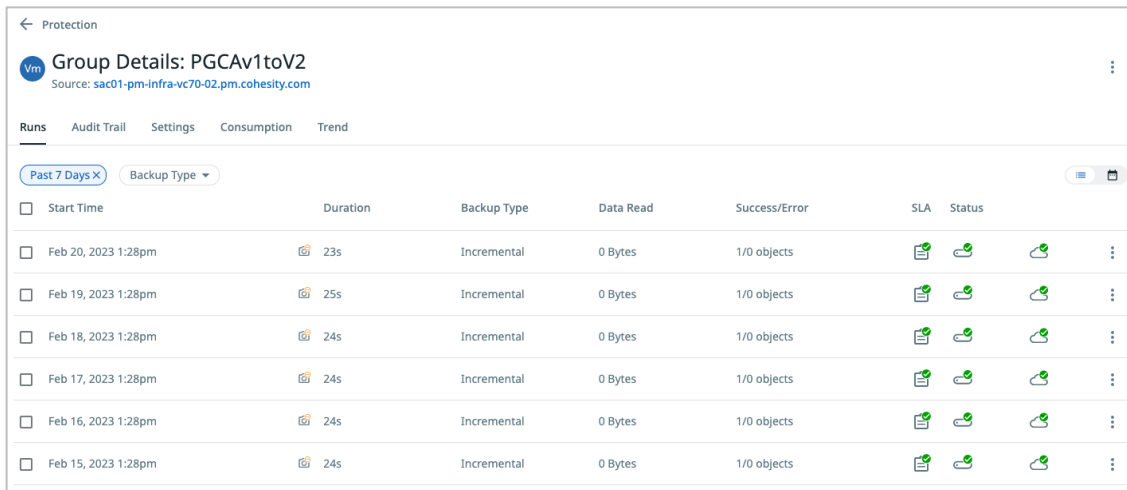 Protection
Vm
Group Details: PGCAv1toV2
Source: sac01-pm-infra-vc70-02.pm.cohesity.com
Runs Audit Trail Settings Consumption Trend
Past 7 Days Backup Type
Start Time Duration Backup Type Data Read Success/Error SLA Status
Feb 20, 2023 1:28pm 23s Incremental 0 Bytes 1/0 objects
Feb 19, 2023 1:28pm 25s Incremental 0 Bytes 1/0 objects
Feb 18, 2023 1:28pm 24s Incremental 0 Bytes 1/0 objects
Feb 17, 2023 1:28pm 24s Incremental 0 Bytes 1/0 objects
Feb 16, 2023 1:28pm 24s Incremental 0 Bytes 1/0 objects
Feb 15, 2023 1:28pm 24s Incremental 0 Bytes 1/0 objects